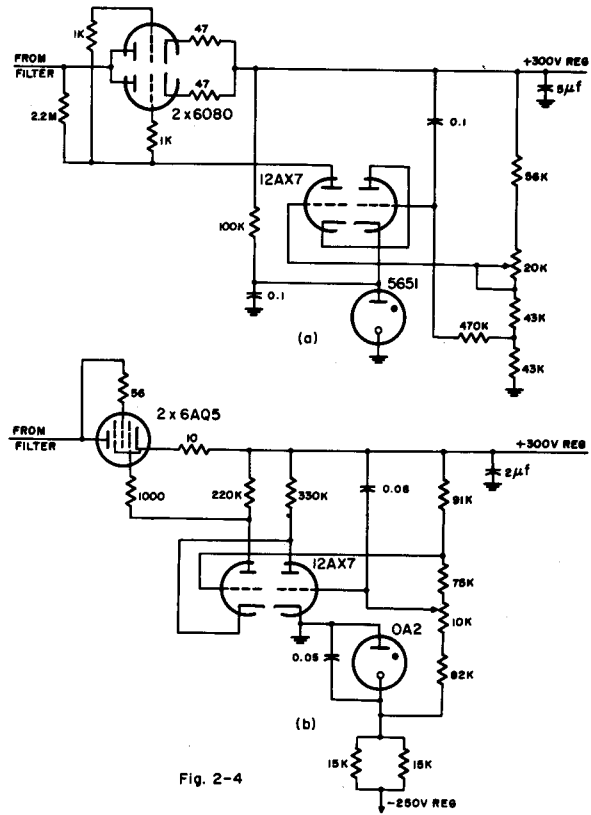 1K
47
FROM
FILTER
+300V REG
5µf
47
2.2M
2 x 6080
1K
0.1
12AX7
56K
100K
20K
5651
0.1
43K
(a)
470K
43K
56
2 x 6AQ5
FROM
FILTER
10
+300V REG
2µf
1000
220K
330K
0.06
91K
12AX7
75K
10K
0A2
0.05
82K
(b)
15K
15K
Fig. 2-4
-250V REG